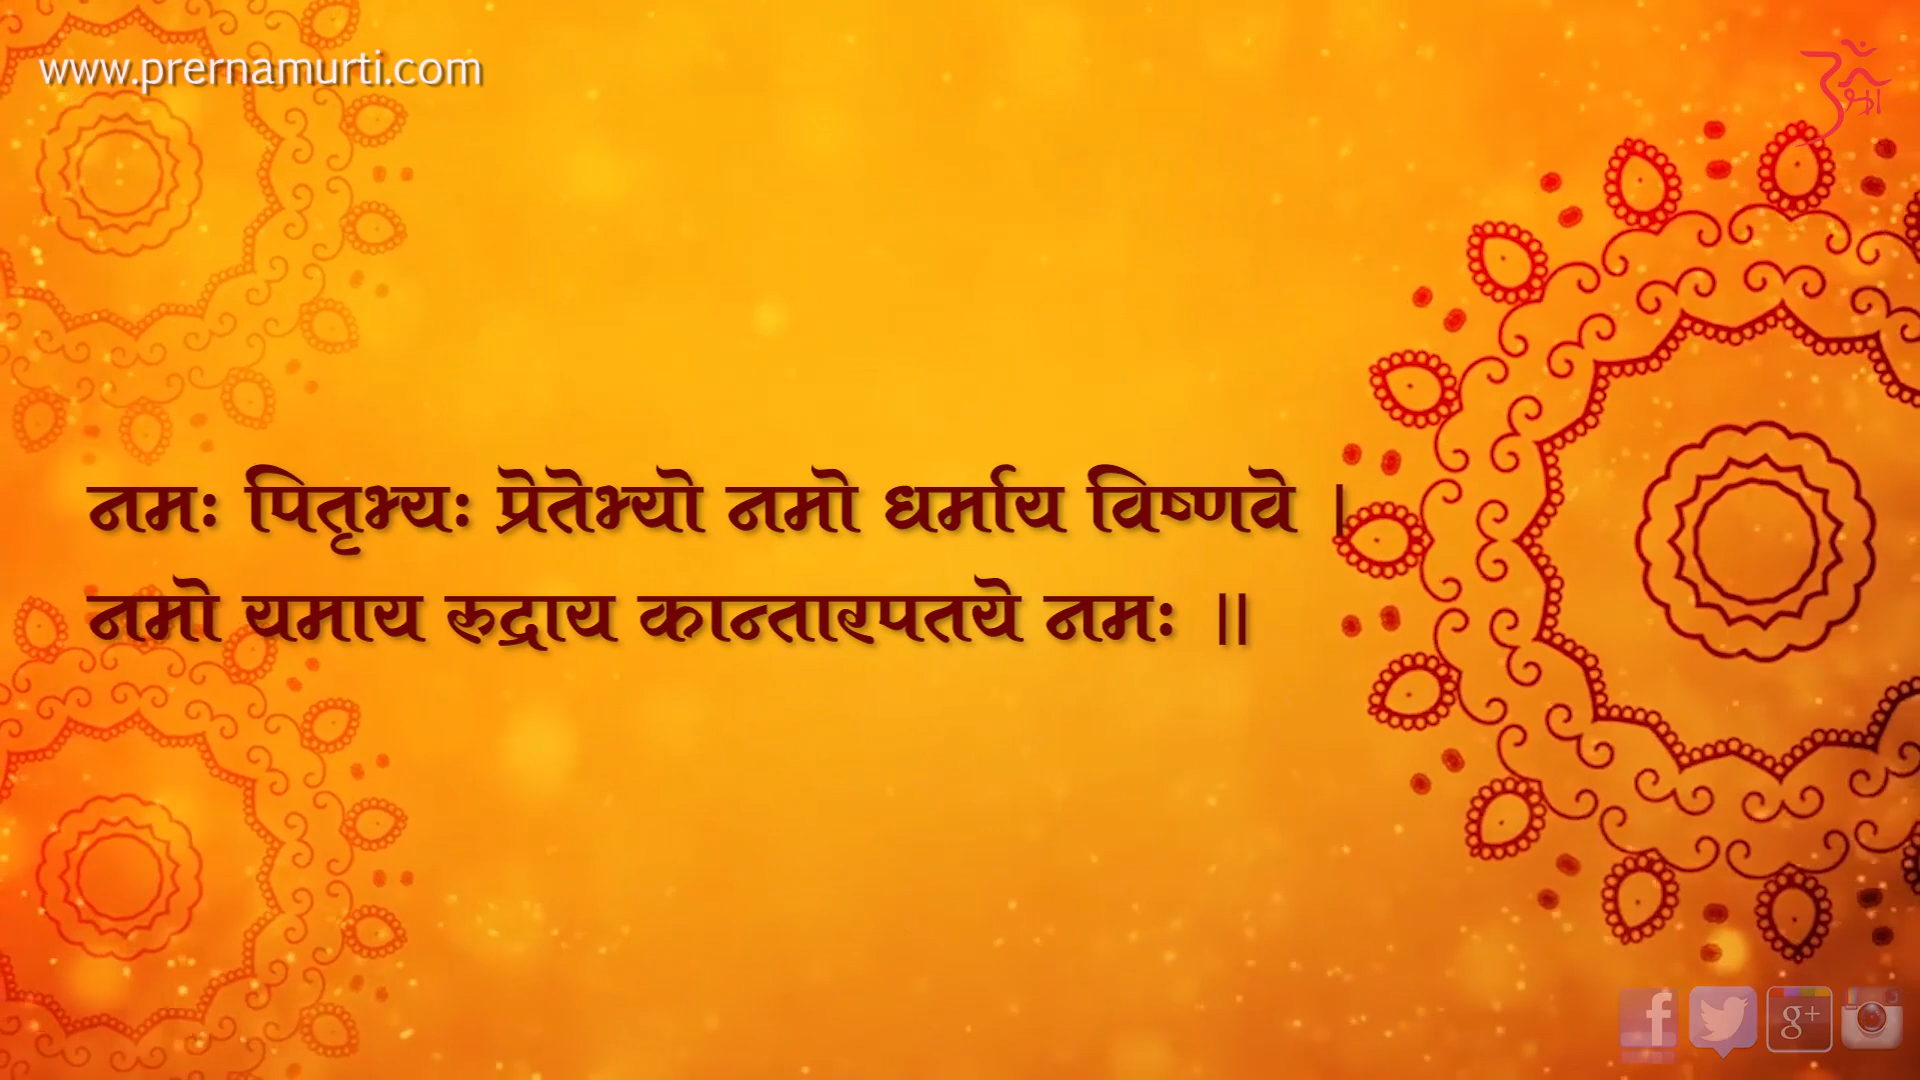 www.prernamurti.com
नमः पितृभ्यः प्रेतेभ्यो नमो धर्माय विष्णवे ।
नमो यमाय रुद्राय कान्तारपतये नमः ॥